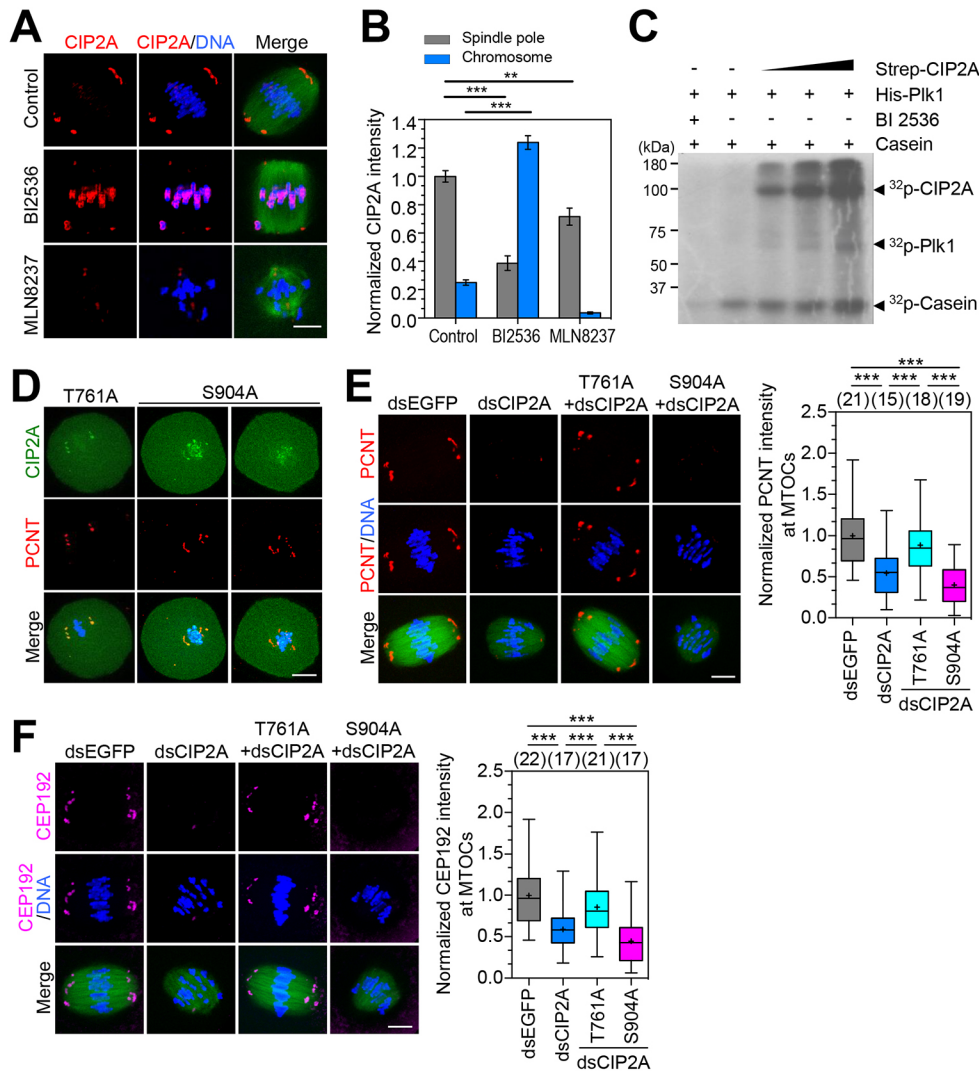 A
CIP2A
CIP2A/DNA
Merge
Control
BI2536
MLN8237
B
Spindle pole
Chromosome
**
***
***
Normalized CIP2A intensity
1.4
1.2
1.0
0.8
0.6
0.4
0.2
0.0
Control
BI2536
MLN8237
C
- - Strep-CIP2A
+ + + + + His-Plk1
+ - - - - BI 2536
+ + + + + Casein
(kDa)
180
100
75
50
37
32p-CIP2A
32p-Plk1
32p-Casein
D
T761A
S904A
CIP2A
PCNT
Merge
E
dsEGFP
dsCIP2A
T761A
+dsCIP2A
S904A
+dsCIP2A
PCNT
PCNT/DNA
Merge
***
*** *** ***
(21) (15) (18) (19)
Normalized PCNT intensity
at MTOCs
2.5
2.0
1.5
1.0
0.5
0.0
dsEGFP
dsCIP2A
T761A
S904A
dsCIP2A
F
dsEGFP
dsCIP2A
T761A
+dsCIP2A
S904A
+dsCIP2A
CEP192
CEP192
/DNA
Merge
***
*** *** ***
(22) (17) (21) (17)
Normalized CEP192 intensity
at MTOCs
2.5
2.0
1.5
1.0
0.5
0.0
dsEGFP
dsCIP2A
T761A
S904A
dsCIP2A